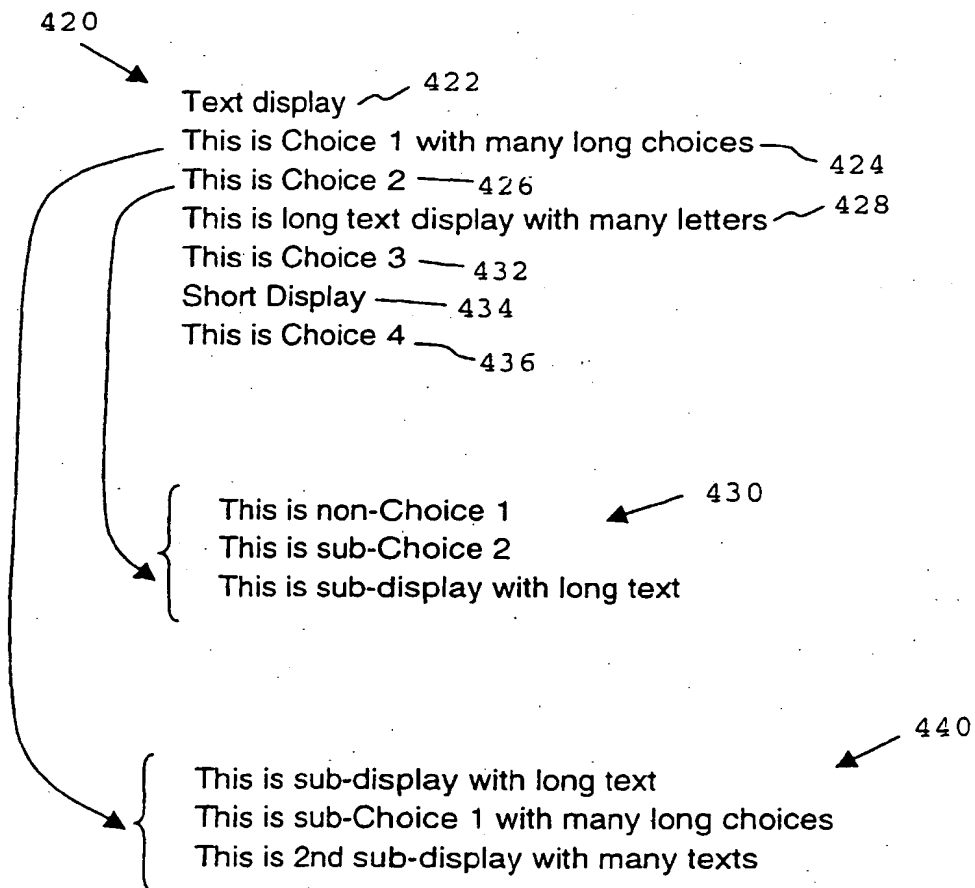 420
Text display 422
This is Choice 1 with many long choices 424
This is Choice 2 426
This is long text display with many letters 428
This is Choice 3 432
Short Display 434
This is Choice 4 436
430
This is non-Choice 1
This is sub-Choice 2
This is sub-display with long text
440
This is sub-display with long text
This is sub-Choice 1 with many long choices
This is 2nd sub-display with many texts